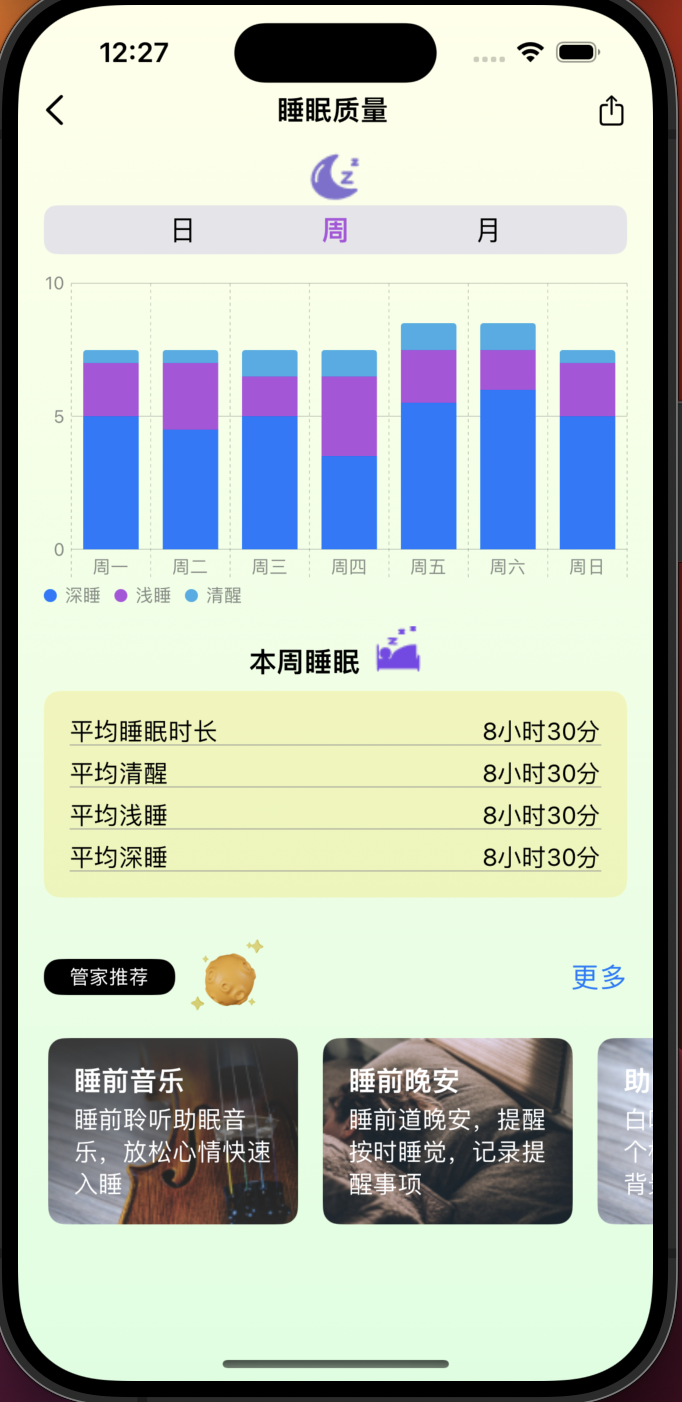 12:27
睡眠质量
日 周 月
10
5
0
周一 周二 周三 周四 周五 周六 周日
深睡 浅睡 清醒
本周睡眠
平均睡眠时长 8小时30分
平均清醒 8小时30分
平均浅睡 8小时30分
平均深睡 8小时30分
管家推荐 更多
睡前音乐
睡前聆听助眠音
乐，放松心情快速
入睡
睡前晚安
睡前道晚安，提醒
按时睡觉，记录提
醒事项
助
白
个
背